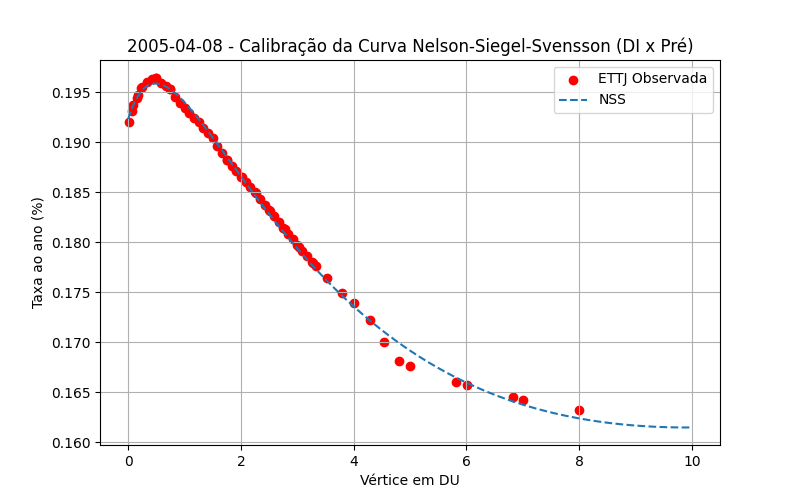 2005-04-08 - Calibração da Curva Nelson-Siegel-Svensson (DI x Pré)
ETTJ Observada
NSS
Taxa ao ano (%)
0.195
0.190
0.185
0.180
0.175
0.170
0.165
0.160
0 2 4 6 8 10
Vértice em DU